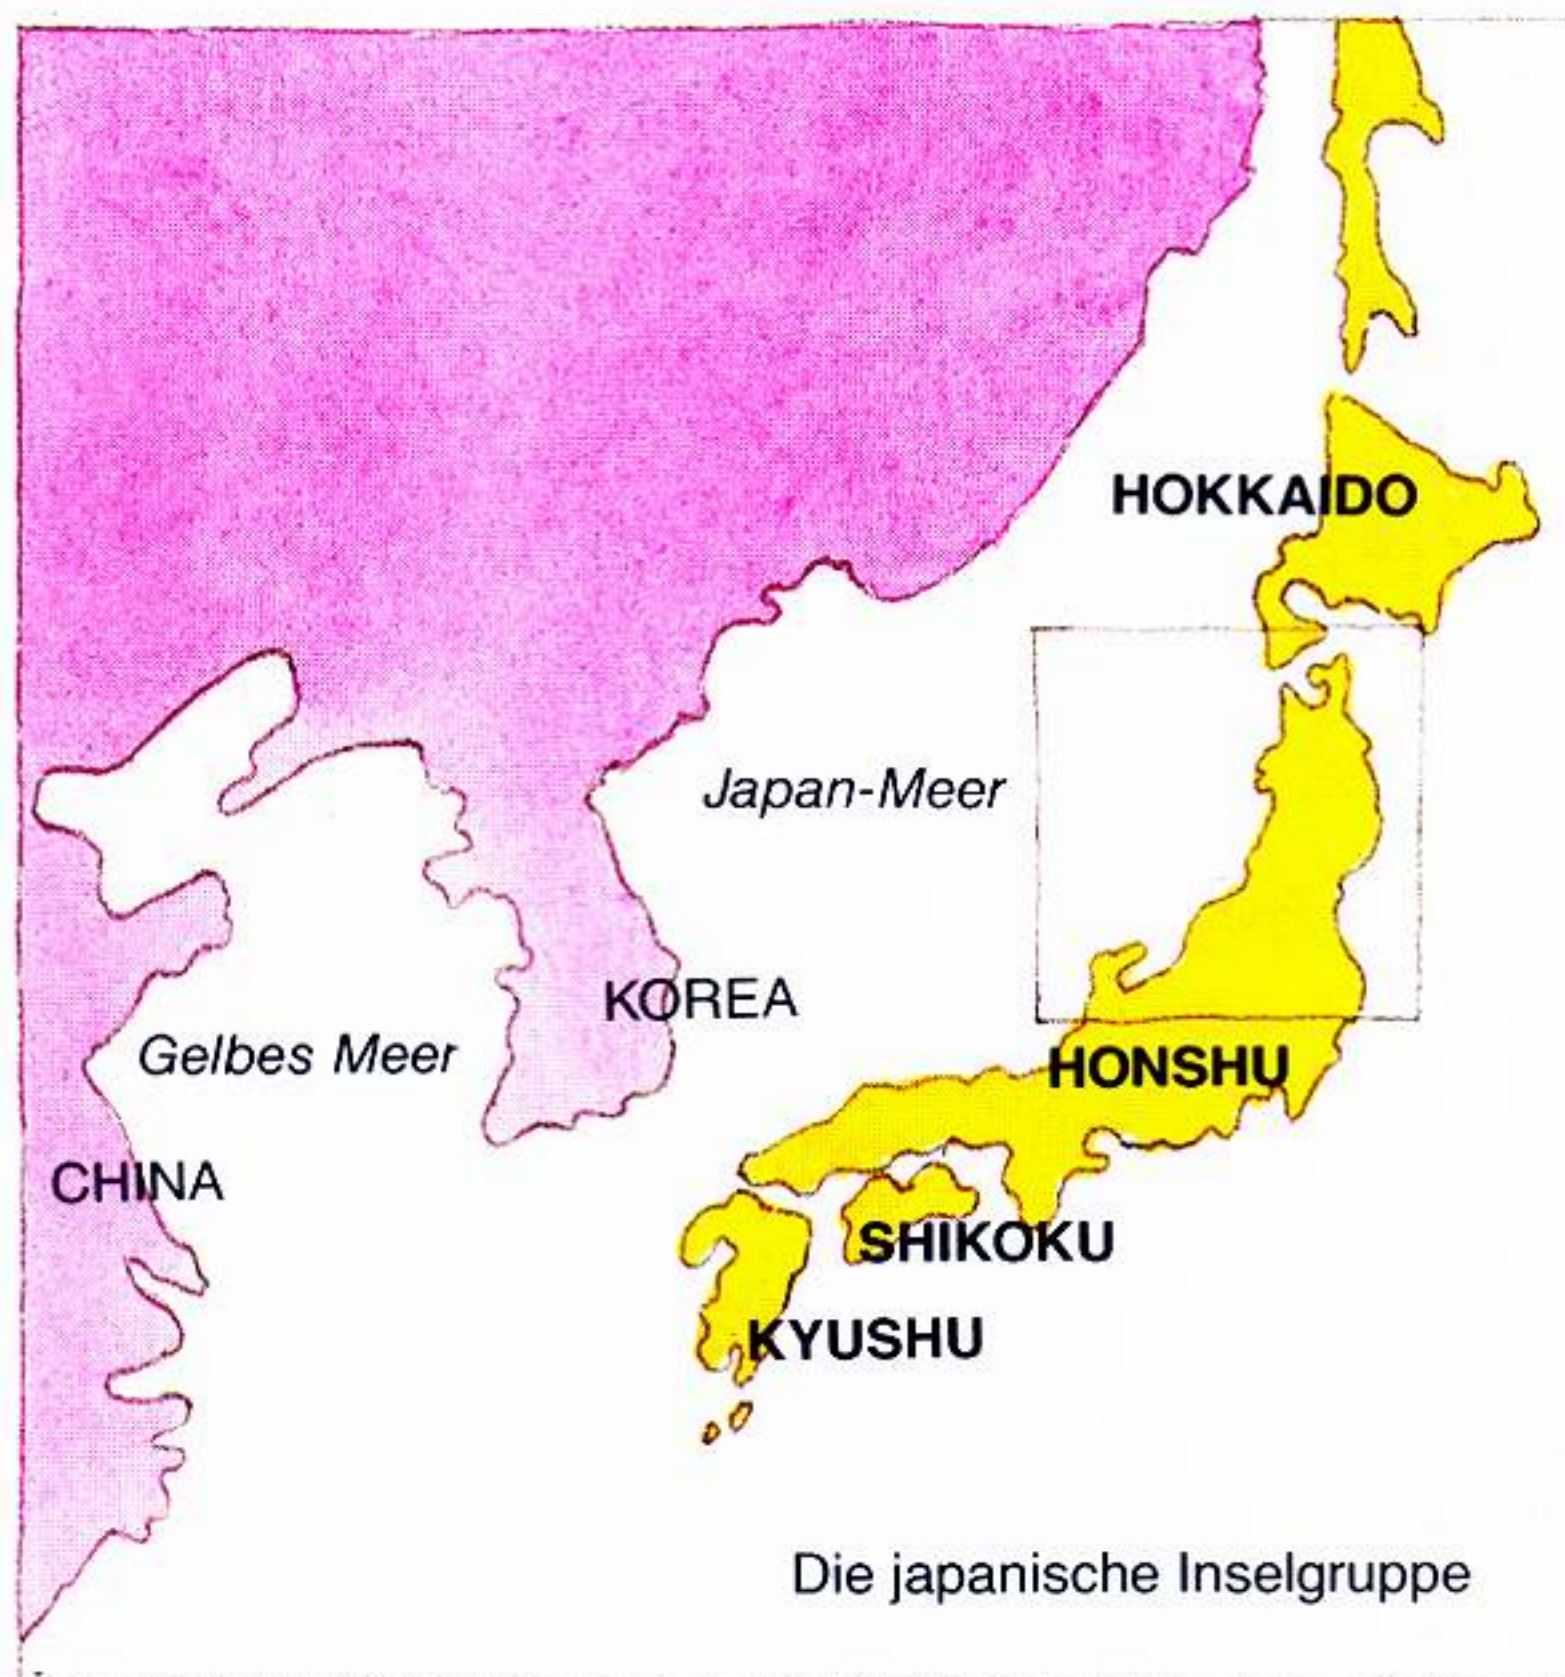 HOKKAIDO
Japan-Meer
KOREA
Gelbes Meer
HONSHU
CHINA
SHIKOKU
KYUSHU
Die japanische Inselgruppe